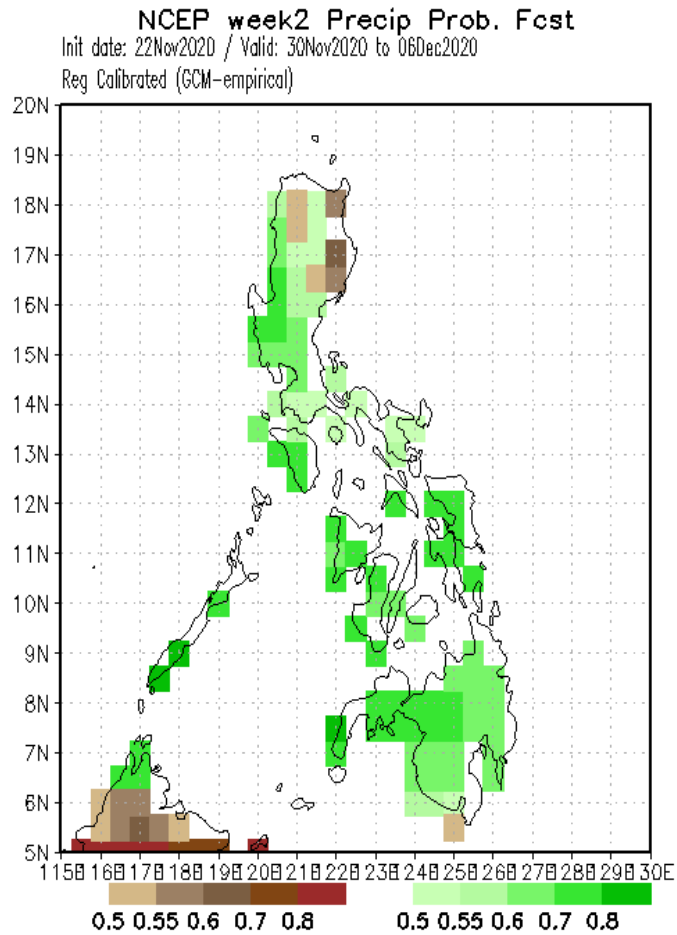 NCEP week2 Precip Prob. Fcst
Init date: 22Nov2020 / Valid: 30Nov2020 to 06Dec2020
Reg Calibrated (GCM-empirical)
20N
19N
18N
17N
16N
15N
14N
13N
12N
11N
10N
9N
8N
7N
6N
5N
115E 116E 117E 118E 119E 120E 121E 122E 123E 124E 125E 126E 127E 128E 129E 130E
0.5 0.55 0.6 0.7 0.8 0.5 0.55 0.6 0.7 0.8